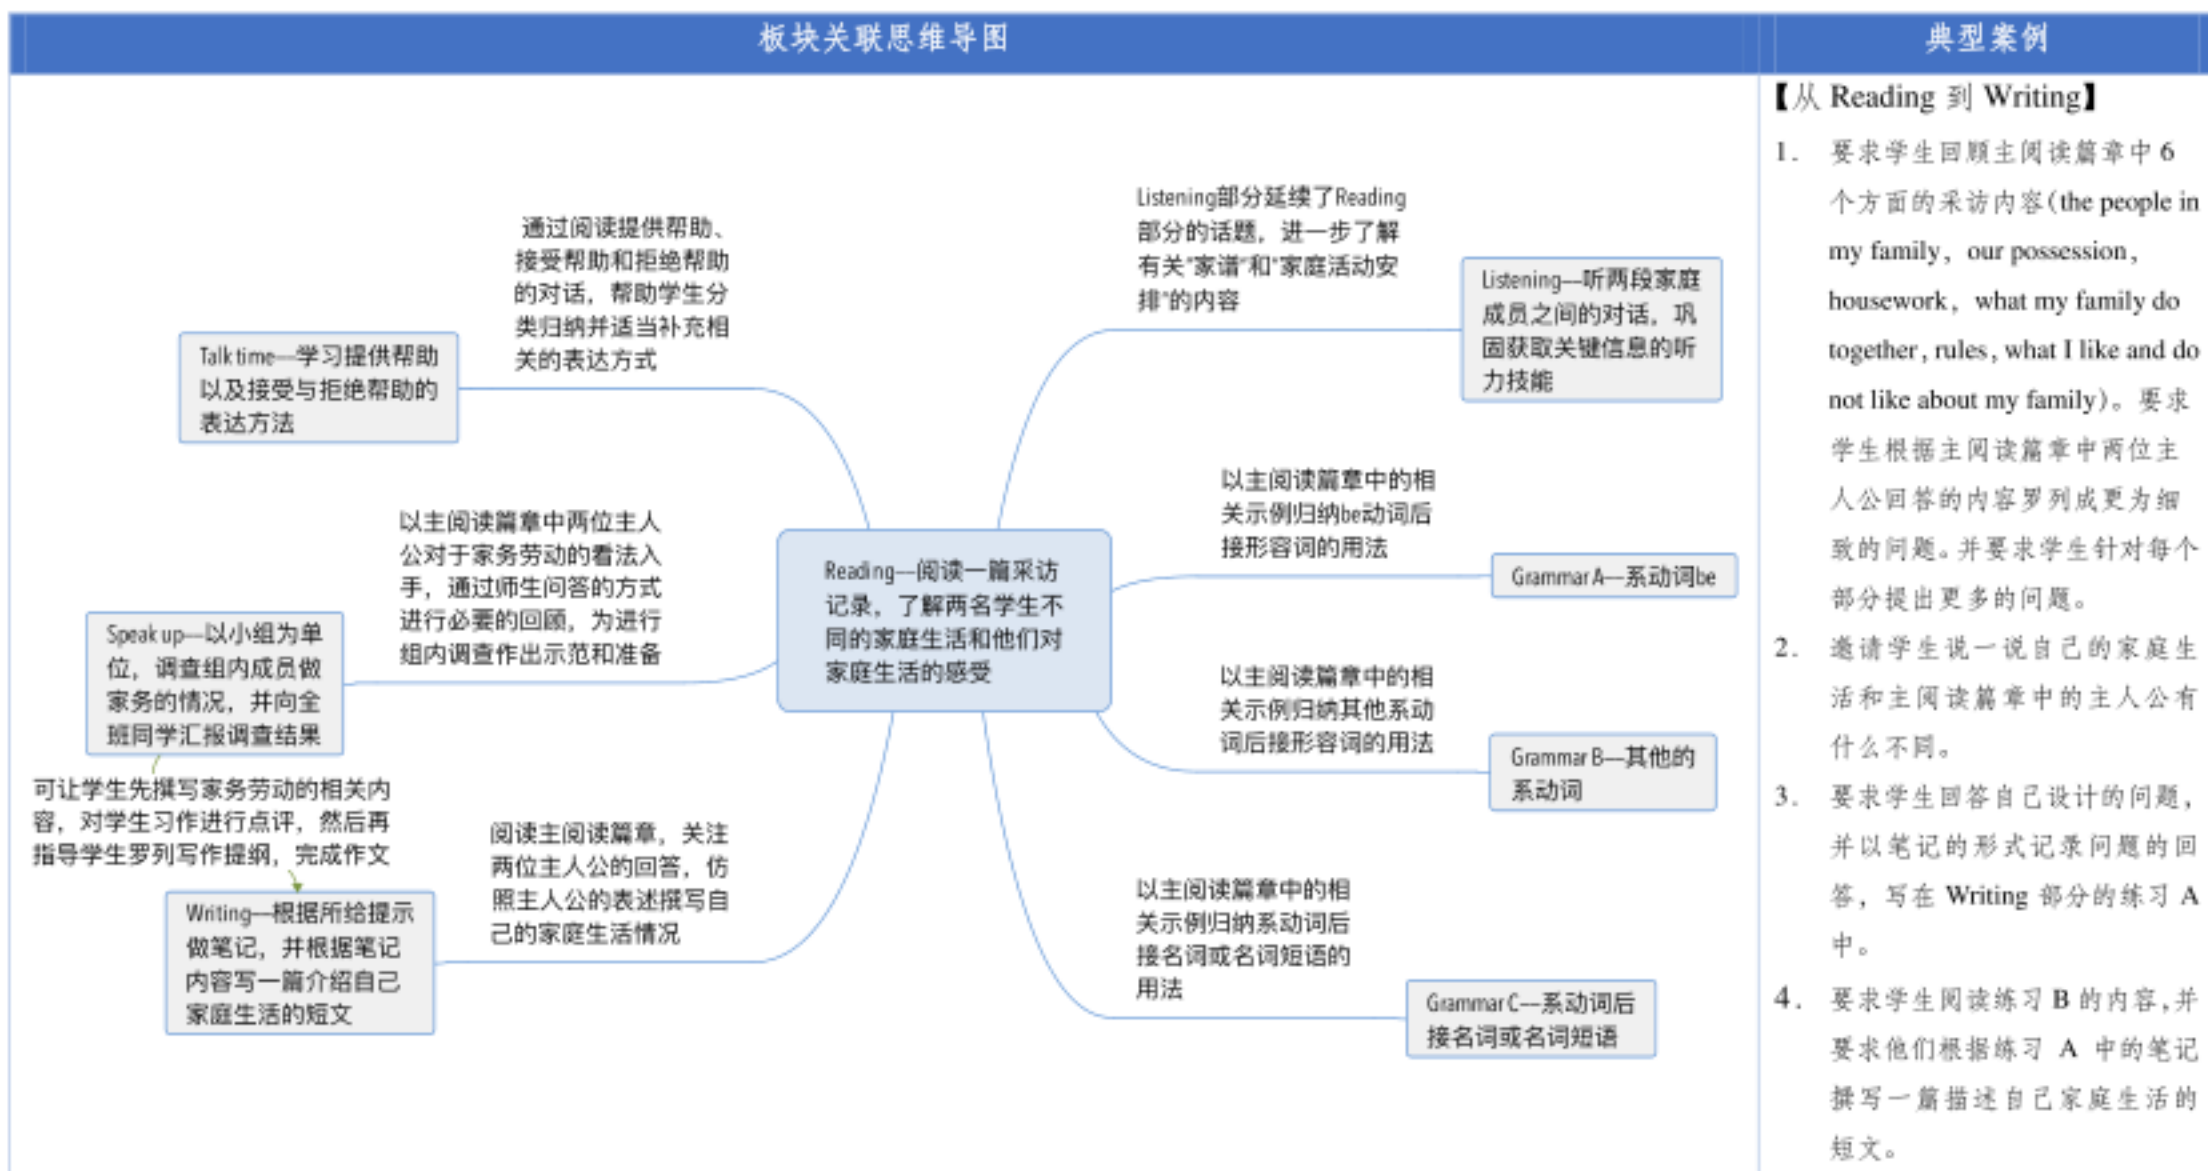 板块关联思维导图
典型案例
通过阅读提供帮助、
接受帮助和拒绝帮助
的对话，帮助学生分
类归纳并适当补充相
关的表达方式
Talk time—学习提供帮助
以及接受与拒绝帮助的
表达方法
以主阅读篇章中两位主人
公对于家务劳动的看法入
手，通过师生问答的方式
进行必要的回顾，为进行
组内调查作出示范和准备
Speak up—以小组为单
位，调查组内成员做
家务的情况，并向全
班同学汇报调查结果
可让学生先撰写家务劳动的相关内
容，对学生习作进行点评，然后再
指导学生罗列写作提纲，完成作文
阅读主阅读篇章，关注
两位主人公的回答，仿
照主人公的表述撰写自
己的家庭生活情况
Writing—根据所给提示
做笔记，并根据笔记
内容写一篇介绍自己
家庭生活的短文
Reading—阅读一篇采访
记录，了解两名学生不
同的家庭生活和他们对
家庭生活的感受
Listening部分延续了Reading
部分的话题，进一步了解
有关“家谱”和“家庭活动安
排”的内容
Listening—听两段家庭
成员之间的对话，巩
固获取关键信息的听
力技能
以主阅读篇章中的相
关示例归纳be动词后
接形容词的用法
Grammar A—系动词be
以主阅读篇章中的相
关示例归纳其他系动
词后接形容词的用法
Grammar B—其他的
系动词
以主阅读篇章中的相
关示例归纳系动词后
接名词或名词短语的
用法
Grammar C—系动词后
接名词或名词短语
【从 Reading 到 Writing】
1. 要求学生回顾主阅读篇章中 6
个方面的采访内容(the people in
my family, our possession,
housework, what my family do
together, rules, what I like and do
not like about my family)。要求
学生根据主阅读篇章中两位主
人公回答的内容罗列成更为细
致的问题。并要求学生针对每个
部分提出更多的问题。
2. 邀请学生说一说自己的家庭生
活和主阅读篇章中的主人公有
什么不同。
3. 要求学生回答自己设计的问题，
并以笔记的形式记录问题的回
答，写在 Writing 部分的练习 A
中。
4. 要求学生阅读练习 B 的内容,并
要求他们根据练习 A 中的笔记
撰写一篇描述自己家庭生活的
短文。